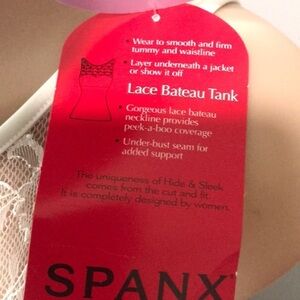 • Wear to smooth and firm
tummy and waistline
• Layer underneath a jacket
or show it off
Lace Bateau Tank
• Gorgeous lace bateau
neckline provides
peek-a-boo coverage
• Under-bust seam for
added support
The uniqueness of Hide & Sleek
comes from the cut and fit.
It is completely designed by women.
SPANX